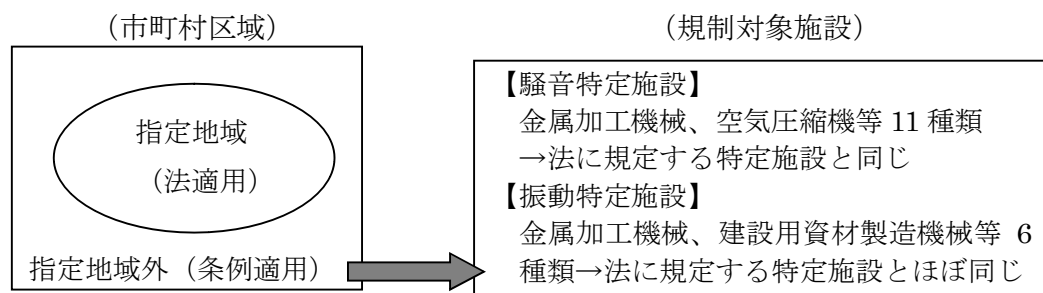 （市町村区域）
指定地域
（法適用）
指定地域外（条例適用）
（規制対象施設）
【騒音特定施設】
金属加工機械、空気圧縮機等 11 種類
→法に規定する特定施設と同じ
【振動特定施設】
金属加工機械、建設用資材製造機械等 6
種類→法に規定する特定施設とほぼ同じ